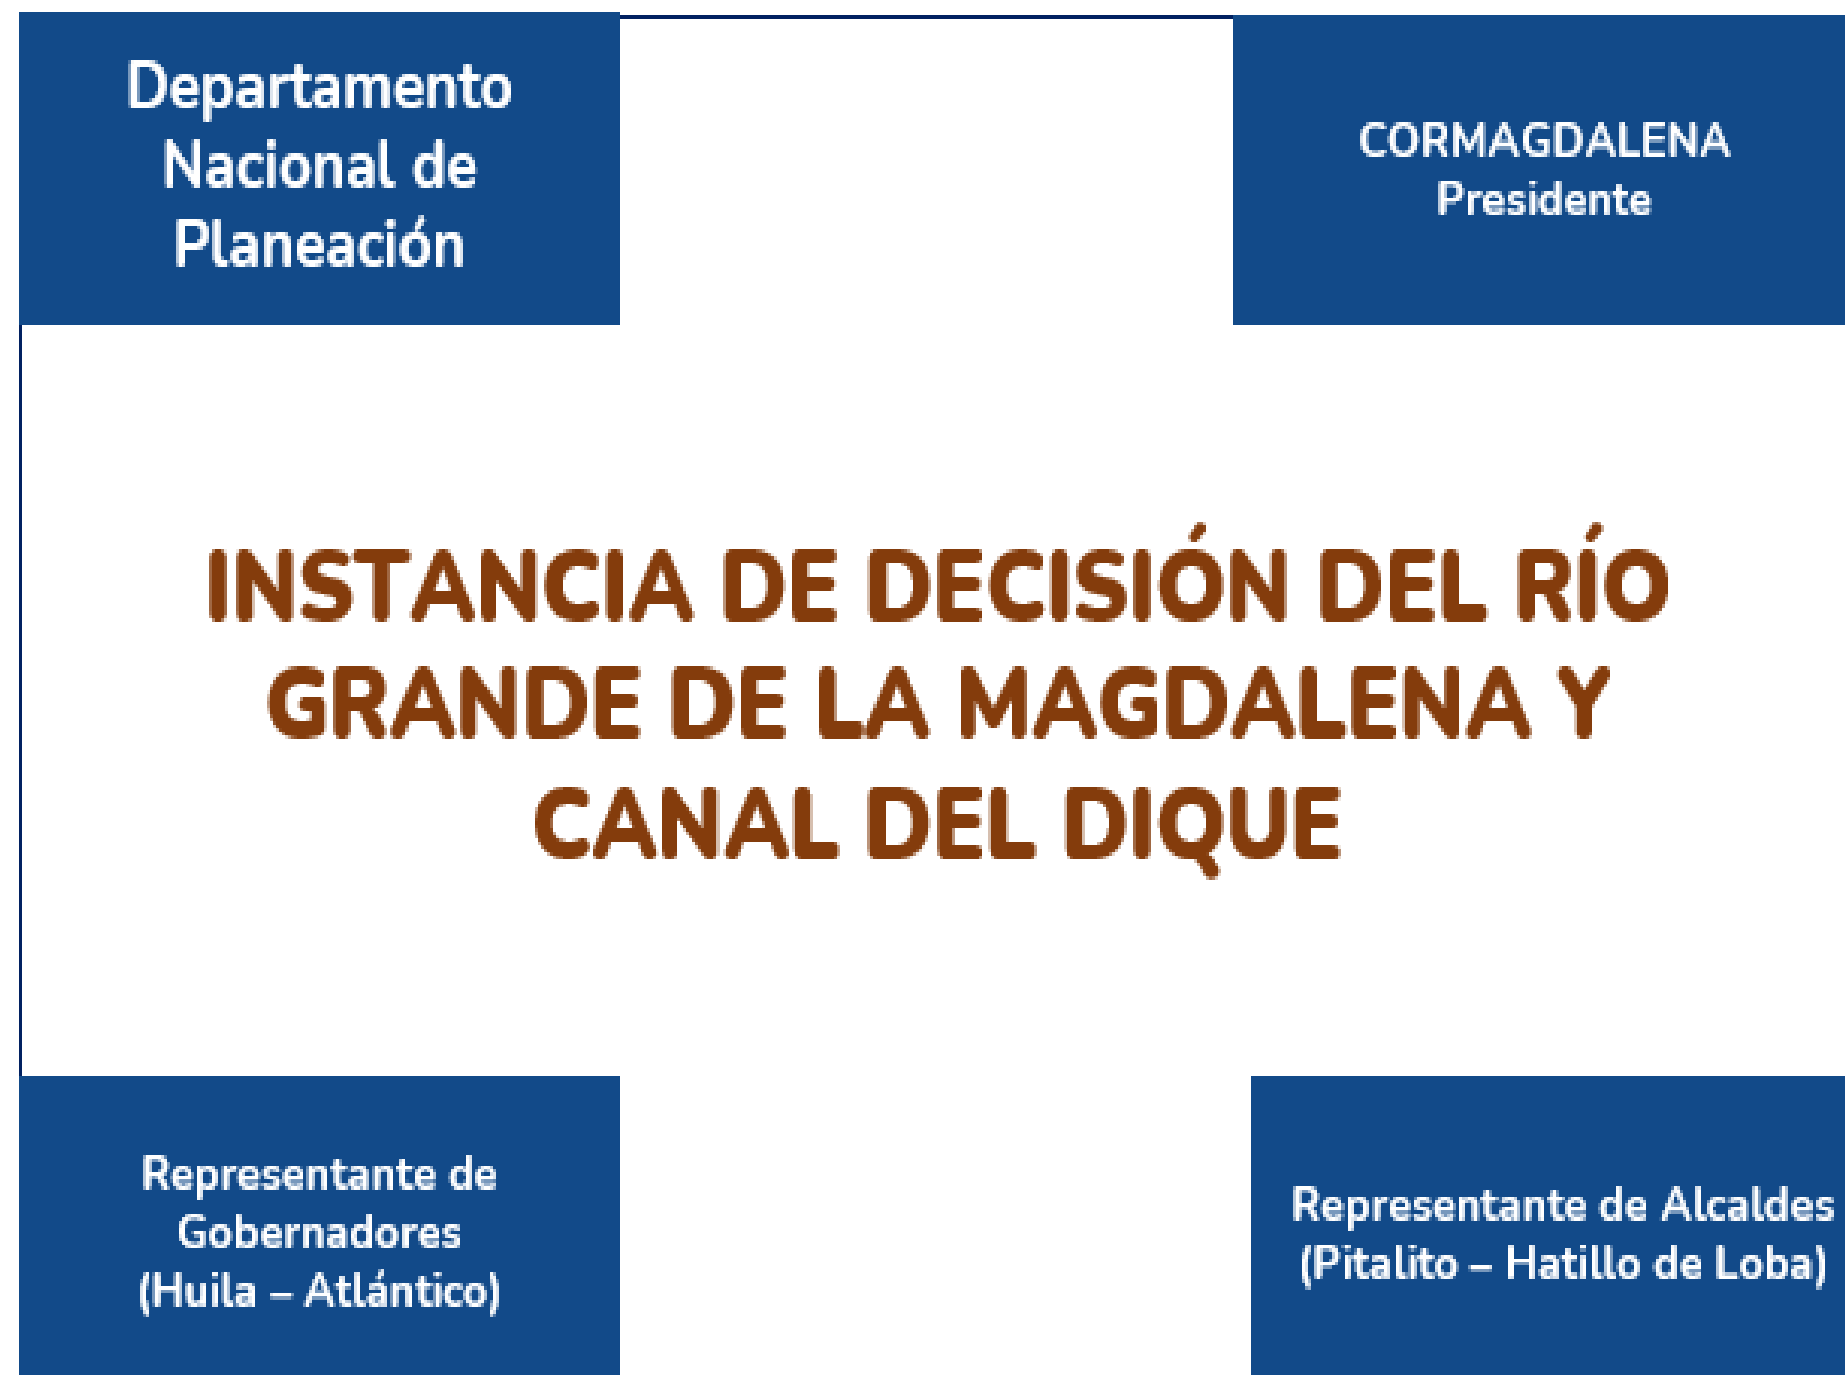 Departamento
Nacional de
Planeación
CORMAGDALENA
Presidente
INSTANCIA DE DECISIÓN DEL RÍO
GRANDE DE LA MAGDALENA Y
CANAL DEL DIQUE
Representante de
Gobernadores
(Huila – Atlántico)
Representante de Alcaldes
(Pitalito – Hatillo de Loba)